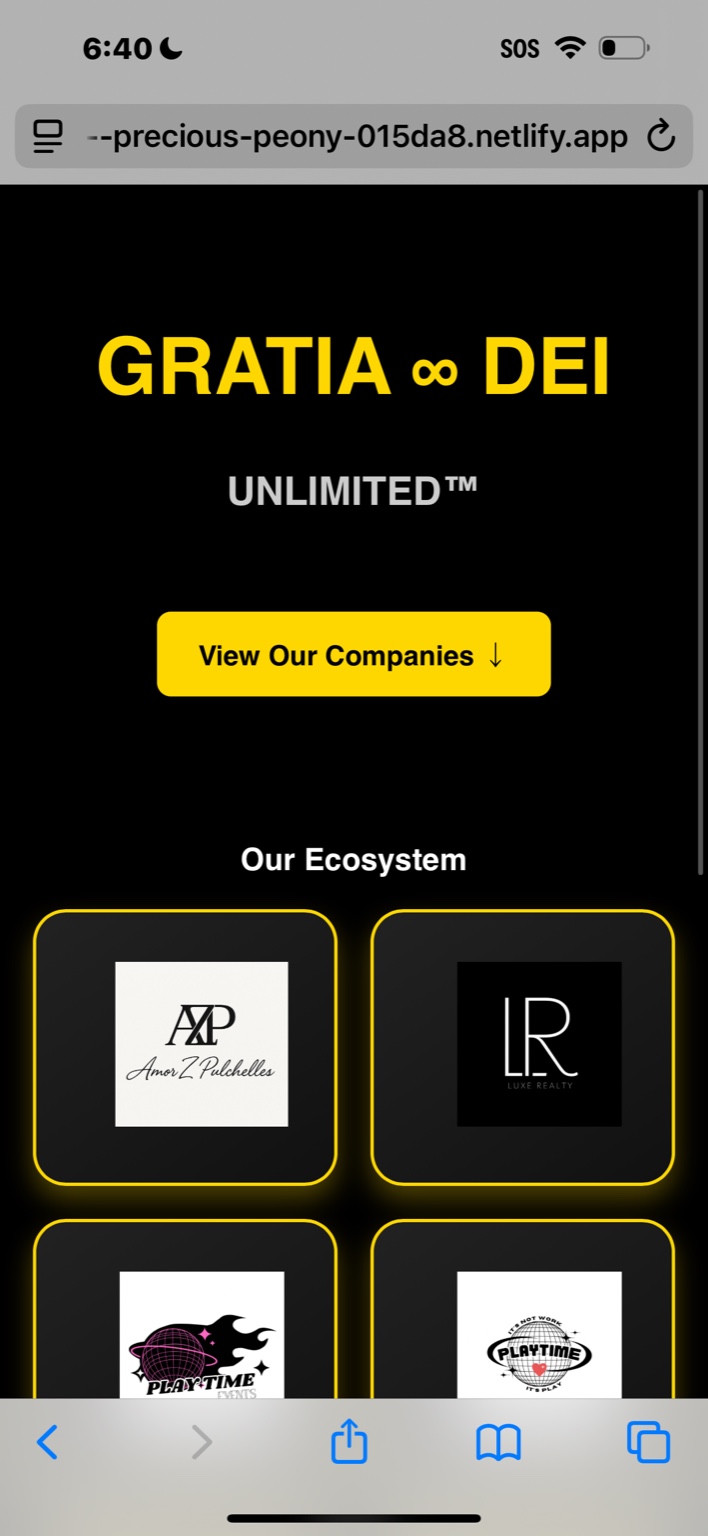 6:40
SOS
--precious-peony-015da8.netlify.app
GRATIA ∞ DEI
UNLIMITED™
View Our Companies ↓
Our Ecosystem
AZP
Amor Z Pulchelles
LR
LUXE REALTY
PLAYTIME
EVENTS
IT'S NOT WORK
PLAYTIME
IT'S PLAY